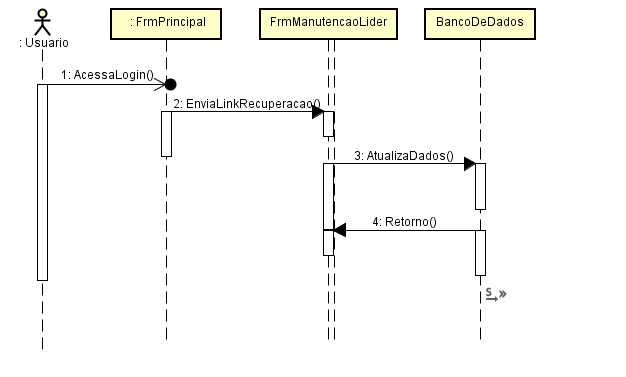 : FrmPrincipal
FrmManutencaoLider
BancoDeDados
: Usuario
1: AcessaLogin()
2: EnviaLinkRecuperacao()
3: AtualizaDados()
4: Retorno()
s »